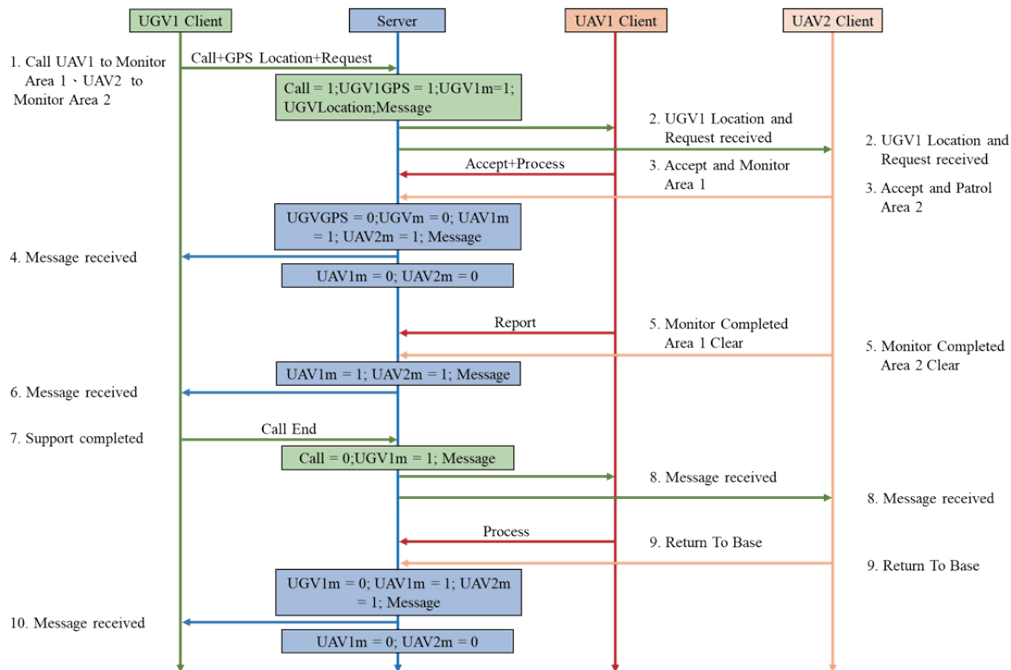 UGV1 Client
Server
UAV1 Client
UAV2 Client
1. Call UAV1 to Monitor
Area 1、UAV2 to
Monitor Area 2
Call+GPS Location+Request
Call = 1;UGV1GPS = 1;UGV1m=1;
UGVLocation;Message
2. UGV1 Location and
Request received
2. UGV1 Location and
Request received
Accept+Process
3. Accept and Monitor
Area 1
3. Accept and Patrol
Area 2
UGVGPS = 0;UGVm = 0; UAV1m
= 1; UAV2m = 1; Message
4. Message received
UAV1m = 0; UAV2m = 0
Report
5. Monitor Completed
Area 1 Clear
5. Monitor Completed
Area 2 Clear
UAV1m = 1; UAV2m = 1; Message
6. Message received
7. Support completed
Call End
Call = 0;UGV1m = 1; Message
8. Message received
8. Message received
Process
9. Return To Base
9. Return To Base
UGV1m = 0; UAV1m = 1; UAV2m
= 1; Message
10. Message received
UAV1m = 0; UAV2m = 0